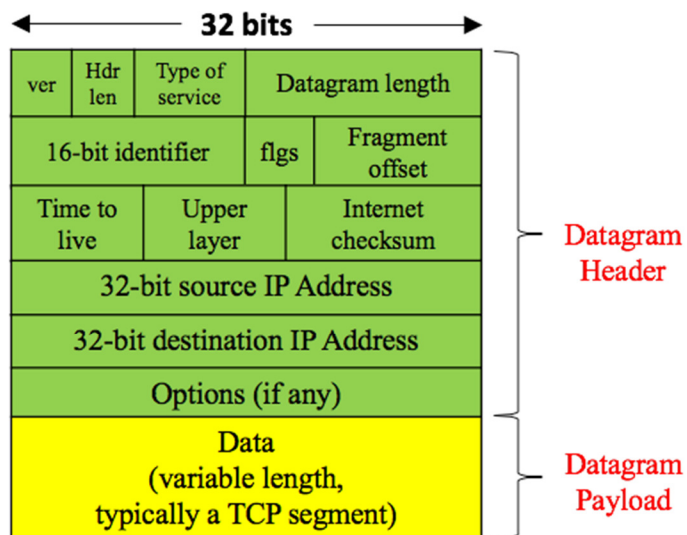 32 bits
ver
Hdr
len
Type of
service
Datagram length
16-bit identifier
flgs
Fragment
offset
Time to
live
Upper
layer
Internet
checksum
32-bit source IP Address
32-bit destination IP Address
Options (if any)
Datagram
Header
Data
(variable length,
typically a TCP segment)
Datagram
Payload